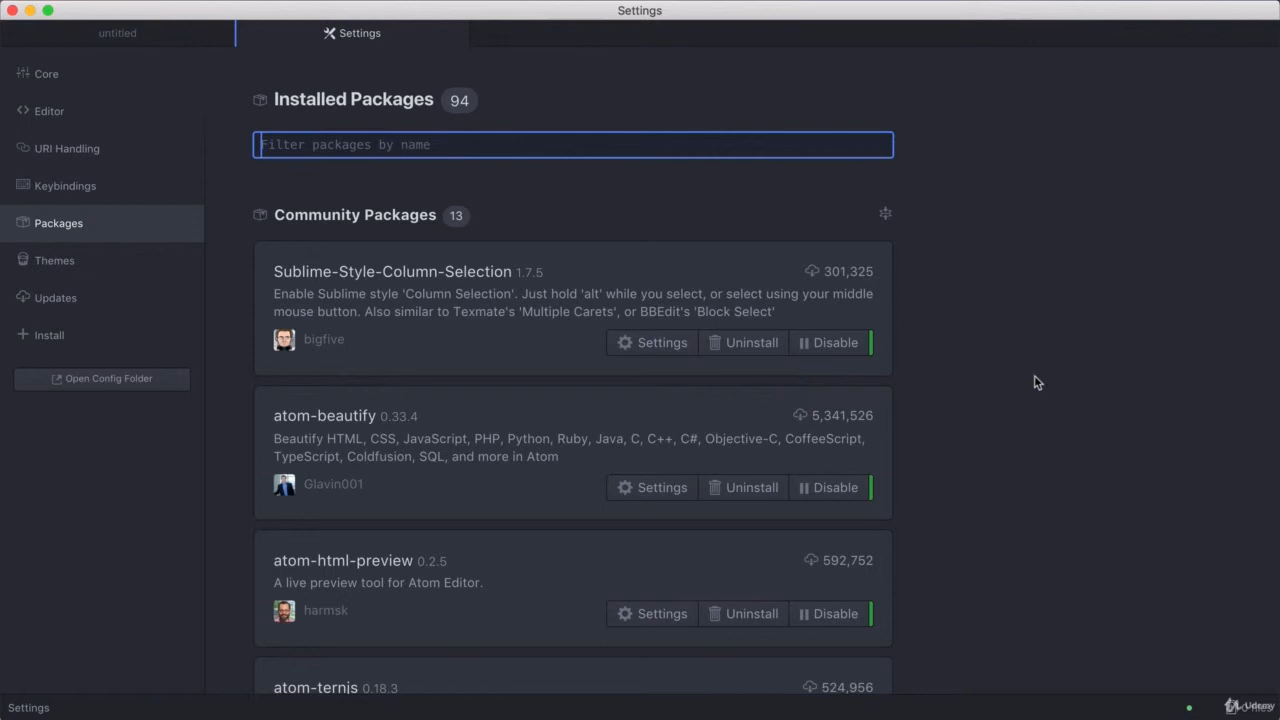 Settings
untitled
Settings
Core
Editor
URI Handling
Keybindings
Packages
Themes
Updates
Install
Open Config Folder
Installed Packages 94
Filter packages by name
Community Packages 13
Sublime-Style-Column-Selection 1.7.5 301,325
Enable Sublime style 'Column Selection'. Just hold 'alt' while you select, or select using your middle
mouse button. Also similar to Texmate's 'Multiple Carets', or BBEdit's 'Block Select'
bigfive Settings Uninstall Disable
atom-beautify 0.33.4 5,341,526
Beautify HTML, CSS, JavaScript, PHP, Python, Ruby, Java, C, C++, C#, Objective-C, CoffeeScript,
TypeScript, Coldfusion, SQL, and more in Atom
Glavin001 Settings Uninstall Disable
atom-html-preview 0.2.5 592,752
A live preview tool for Atom Editor.
harmsk Settings Uninstall Disable
atom-ternjs 0.18.3 524,956
Settings
Udemy